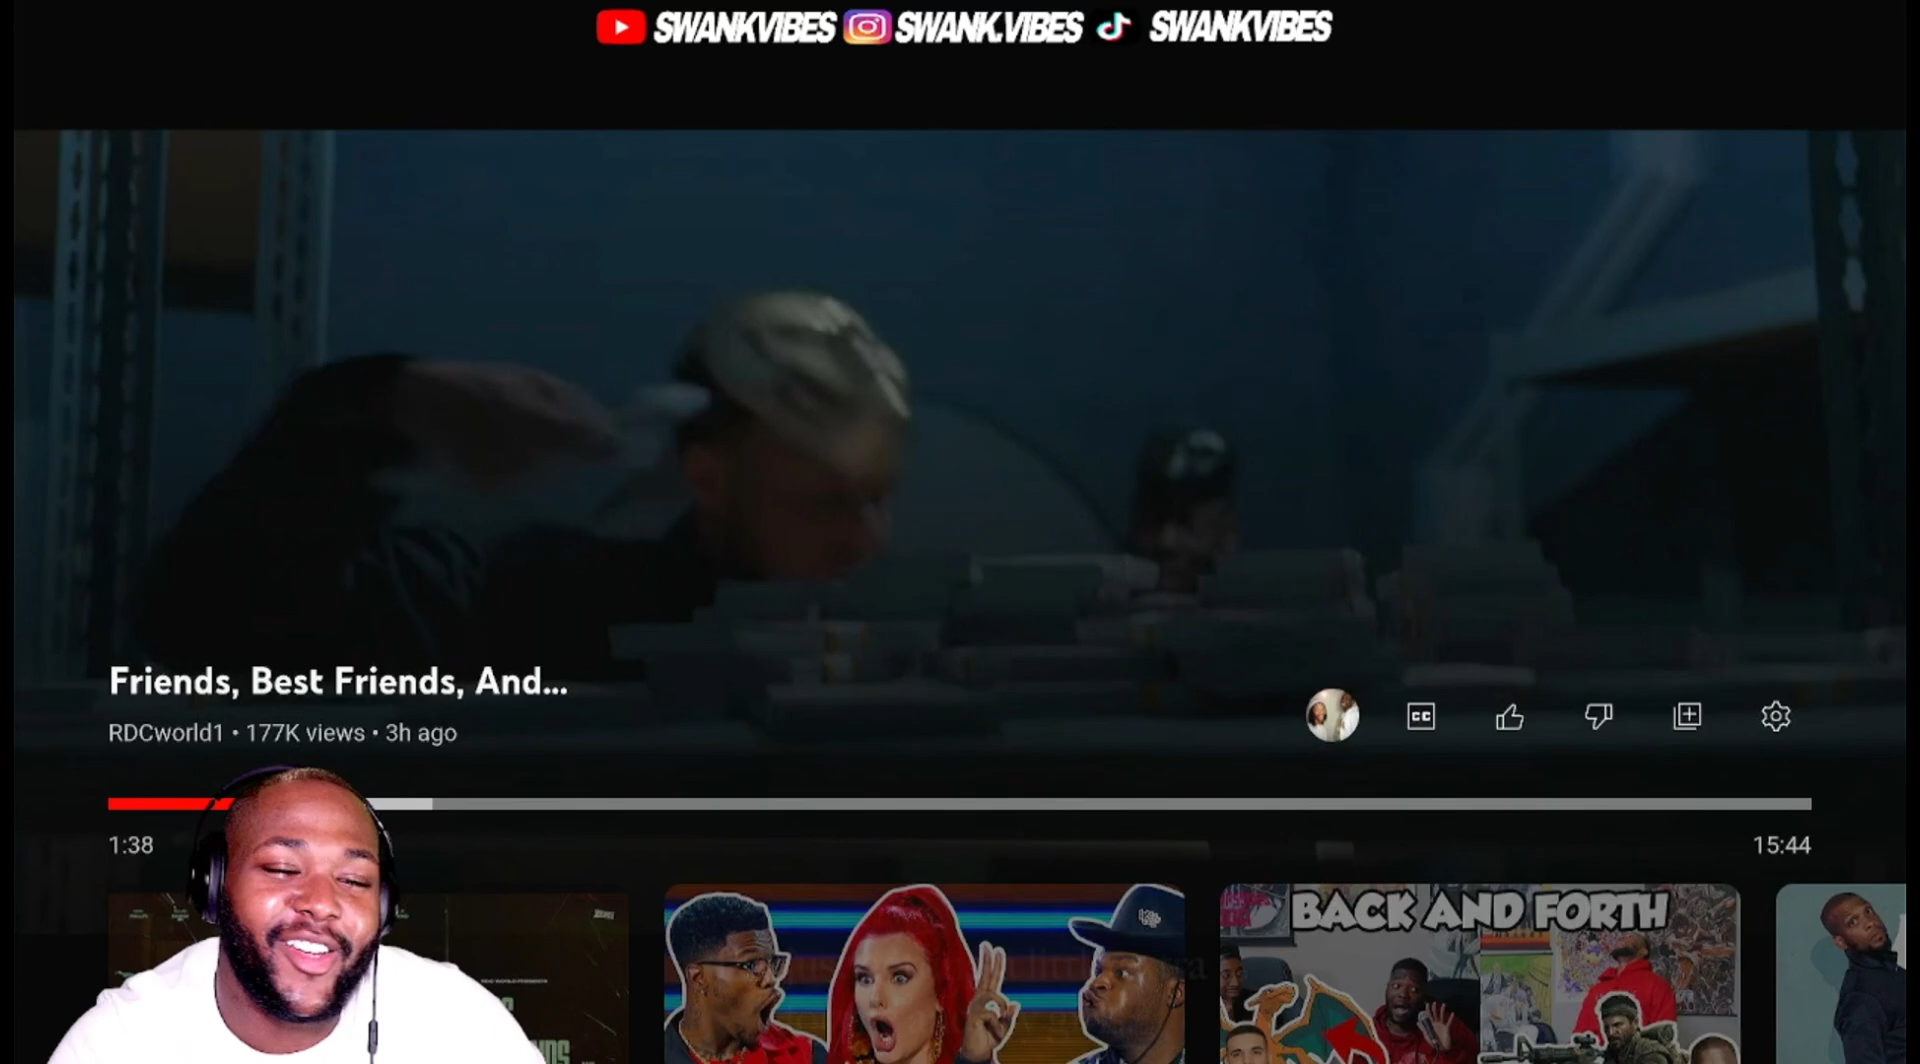 SWANKVIBES SWANK.VIBES SWANKVIBES
Friends, Best Friends, And...
RDCworld1 • 177K views • 3h ago
CC
1:38
15:44
BACK AND FORTH